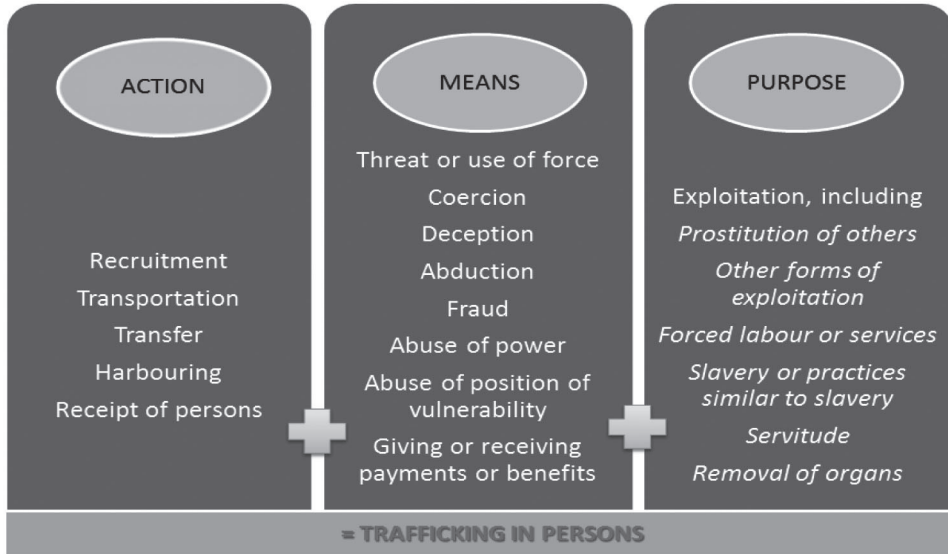 ACTION
Recruitment
Transportation
Transfer
Harbouring
Receipt of persons
MEANS
Threat or use of force
Coercion
Deception
Abduction
Fraud
Abuse of power
Abuse of position of
vulnerability
Giving or receiving
payments or benefits
PURPOSE
Exploitation, including
Prostitution of others
Other forms of
exploitation
Forced labour or services
Slavery or practices
similar to slavery
Servitude
Removal of organs
= TRAFFICKING IN PERSONS